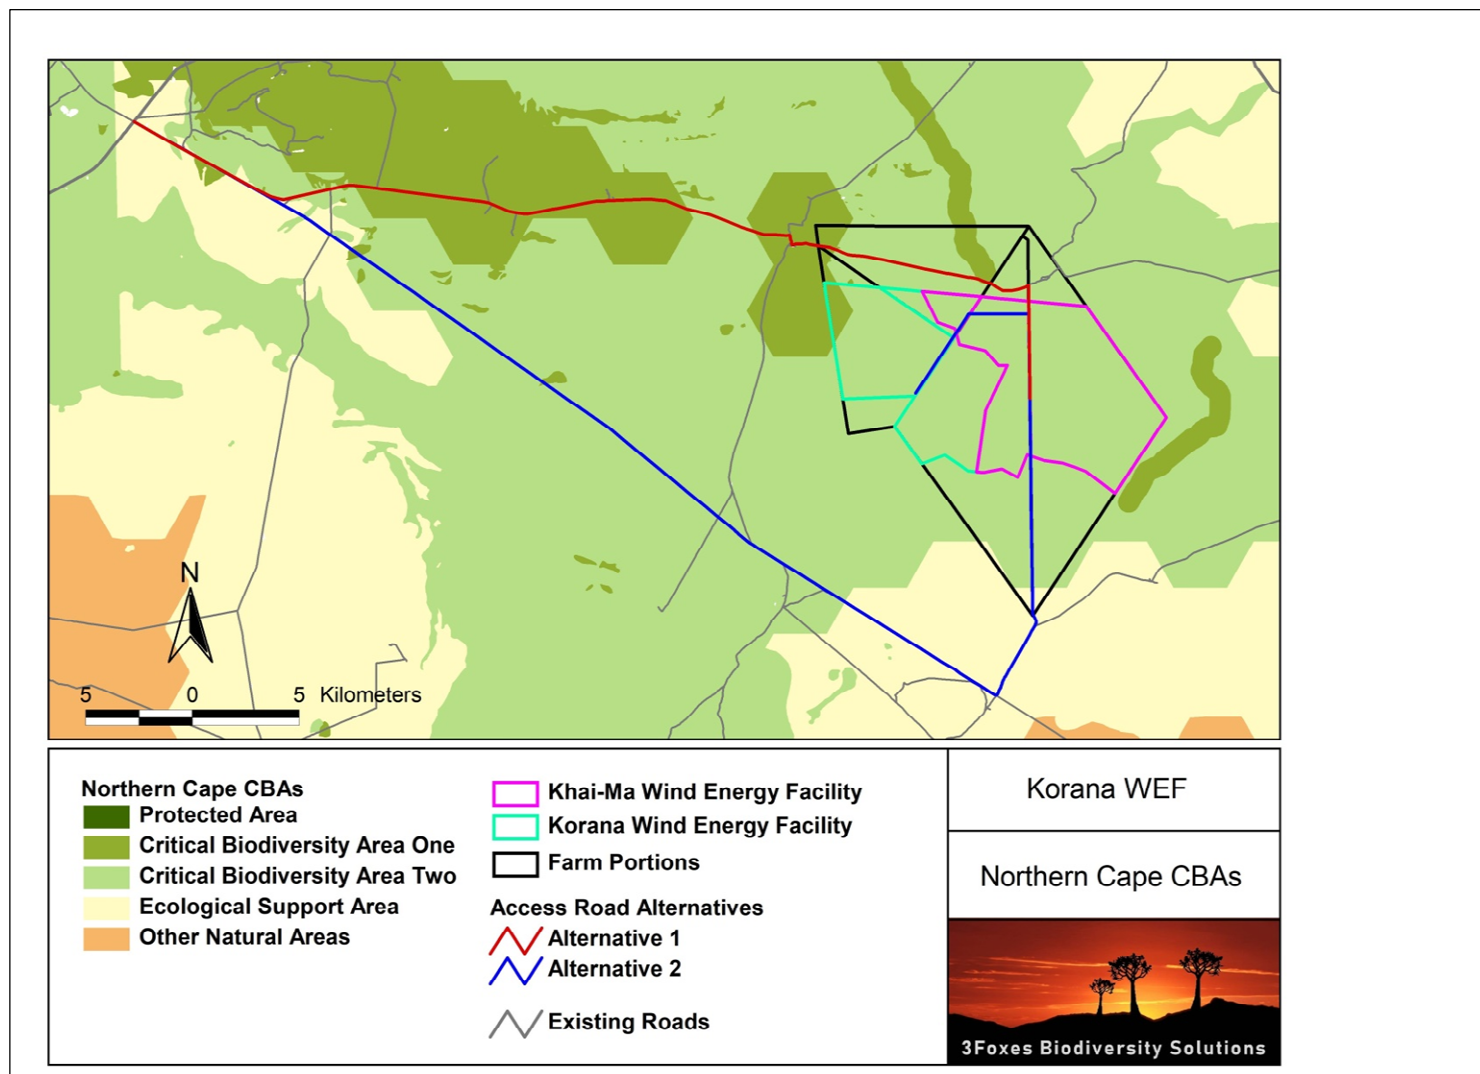 N
5 0 5 Kilometers
Northern Cape CBAs
Protected Area
Critical Biodiversity Area One
Critical Biodiversity Area Two
Ecological Support Area
Other Natural Areas
Khai-Ma Wind Energy Facility
Korana Wind Energy Facility
Farm Portions
Access Road Alternatives
Alternative 1
Alternative 2
Existing Roads
Korana WEF
Northern Cape CBAs
3Foxes Biodiversity Solutions